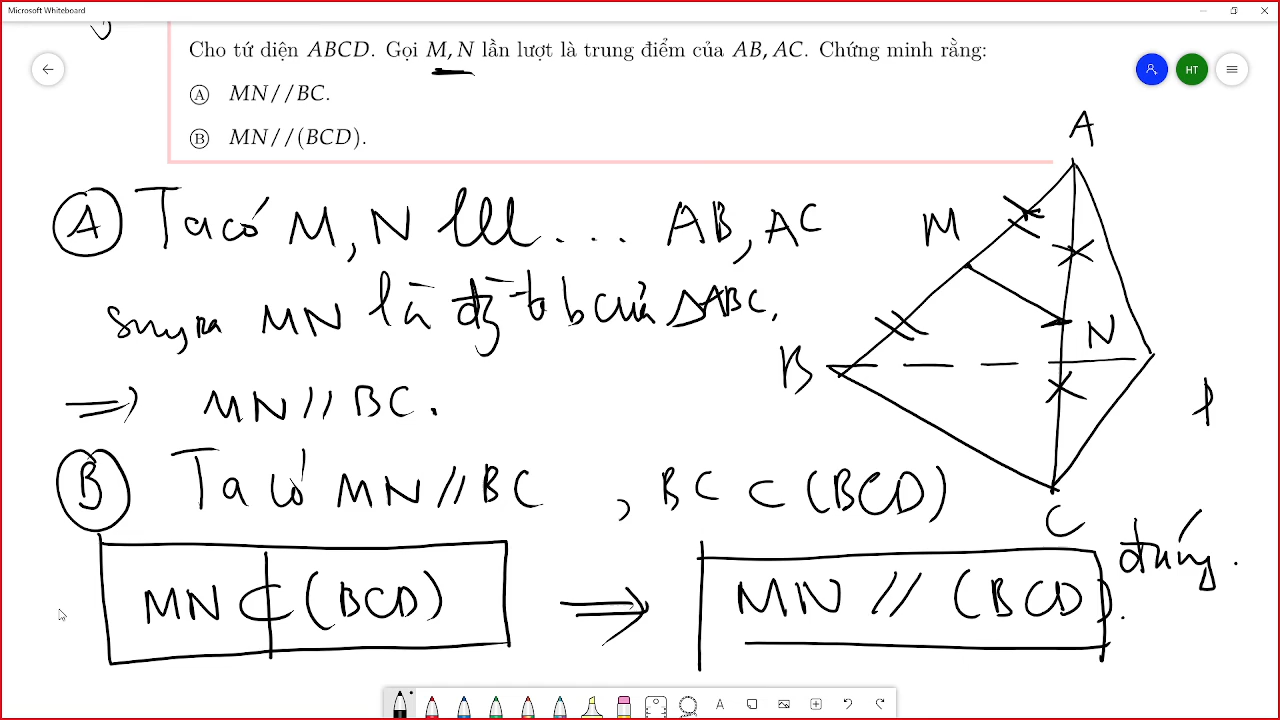 Microsoft Whiteboard
Cho tứ diện ABCD. Gọi M, N lần lượt là trung điểm của AB, AC. Chứng minh rằng:
A MN//BC.
B MN//(BCD).
HT
A Ta có M, N lll.... AB, AC
suy ra MN là đg tb của ΔABC.
⇒ MN // BC.
B Ta có MN // BC , BC ⊂ (BCD)
MN ⊄ (BCD) ⇒ MN // (BCD). đúng.
A
M
N
B
C
A